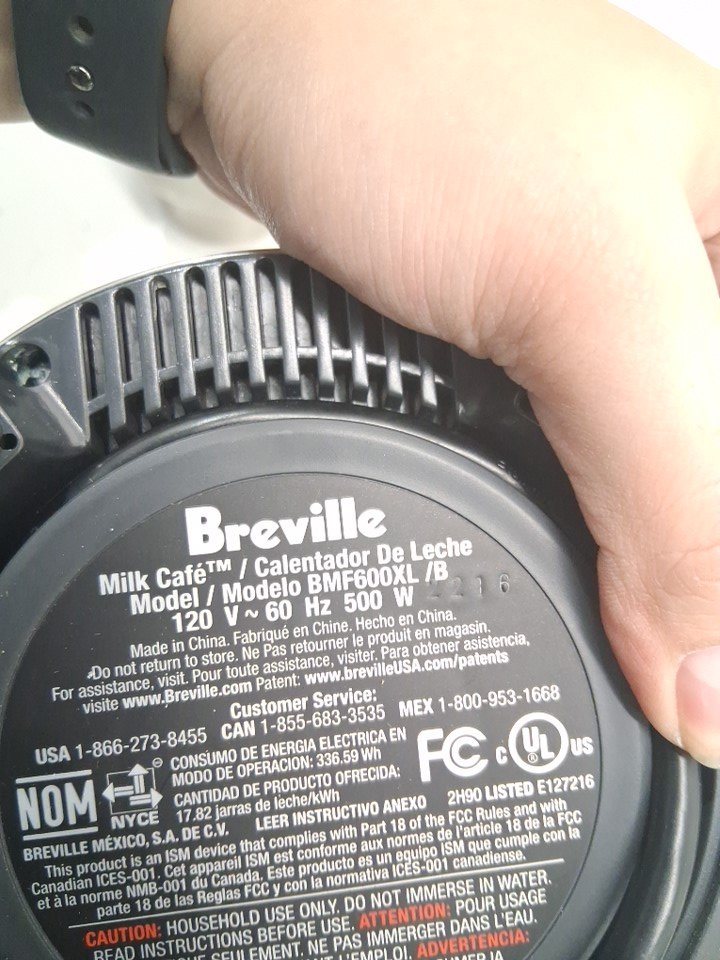 Breville
Milk Café™ / Calentador De Leche
Model / Modelo BMF600XL /B
2216
120 V~ 60 Hz 500 W
Made in China. Fabriqué en Chine. Hecho en China.
Do not return to store. Ne Pas retourner le produit en magasin.
For assistance, visit. Pour toute assistance, visiter. Para obtener asistencia,
visite www.Breville.com Patent: www.brevilleUSA.com/patents
Customer Service:
USA 1-866-273-8455 CAN 1-855-683-3535 MEX 1-800-953-1668
NOM
NYCE
CONSUMO DE ENERGIA ELECTRICA EN
MODO DE OPERACION: 336.59 Wh
CANTIDAD DE PRODUCTO OFRECIDA:
17.82 jarras de leche/kWh
FC
c UL ® US
BREVILLE MÉXICO, S.A. DE C.V. LEER INSTRUCTIVO ANEXO 2H90 LISTED E127216
This product is an ISM device that complies with Part 18 of the FCC Rules and with
Canadian ICES-001. Cet appareil ISM est conforme aux normes de l'article 18 de la FCC
et à la norme NMB-001 du Canada. Este producto es un equipo ISM que cumple con la
parte 18 de las Reglas FCC y con la normativa ICES-001 canadiense.
CAUTION: HOUSEHOLD USE ONLY. DO NOT IMMERSE IN WATER.
READ INSTRUCTIONS BEFORE USE. ATTENTION: POUR USAGE
SEULEMENT. NE PAS IMMERGER DANS L'EAU.
L'EMPLOI. ADVERTENCIA: